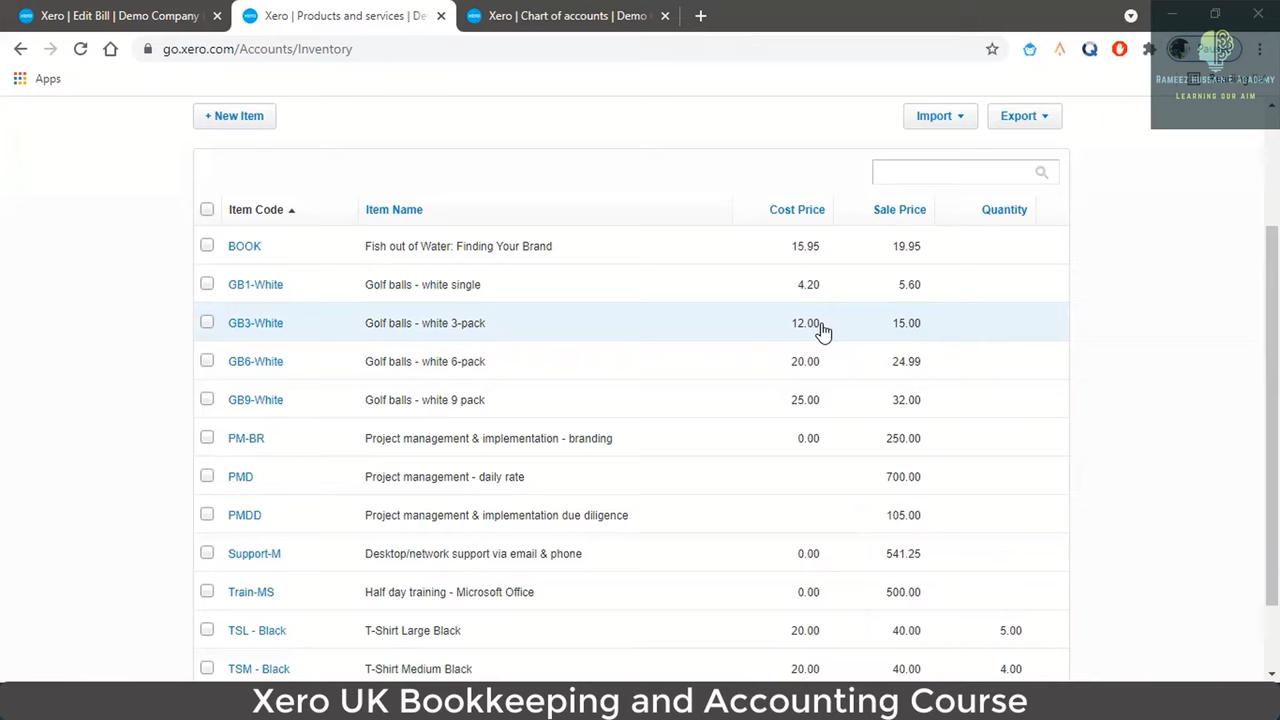 Xero | Edit Bill | Demo Company
Xero | Products and services | De
Xero | Chart of accounts | Demo
go.xero.com/Accounts/Inventory
Apps
RAMEEZ HUSSAIN'S ACADEMY
LEARNING OUR AIM
+ New Item
Import
Export
Item Code
Item Name
Cost Price
Sale Price
Quantity
BOOK Fish out of Water: Finding Your Brand 15.95 19.95
GB1-White Golf balls - white single 4.20 5.60
GB3-White Golf balls - white 3-pack 12.00 15.00
GB6-White Golf balls - white 6-pack 20.00 24.99
GB9-White Golf balls - white 9 pack 25.00 32.00
PM-BR Project management & implementation - branding 0.00 250.00
PMD Project management - daily rate 700.00
PMDD Project management & implementation due diligence 105.00
Support-M Desktop/network support via email & phone 0.00 541.25
Train-MS Half day training - Microsoft Office 0.00 500.00
TSL - Black T-Shirt Large Black 20.00 40.00 5.00
TSM - Black T-Shirt Medium Black 20.00 40.00 4.00
Xero UK Bookkeeping and Accounting Course